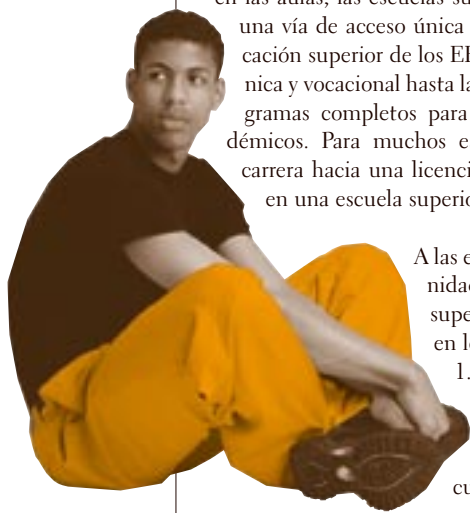 en las aulas, las escuelas su
una vía de acceso única
cación superior de los EE
nica y vocacional hasta la
gramas completos para
démicos. Para muchos e
carrera hacia una licenci
en una escuela superio
A las e
nidad
supe
en l
1.
cu